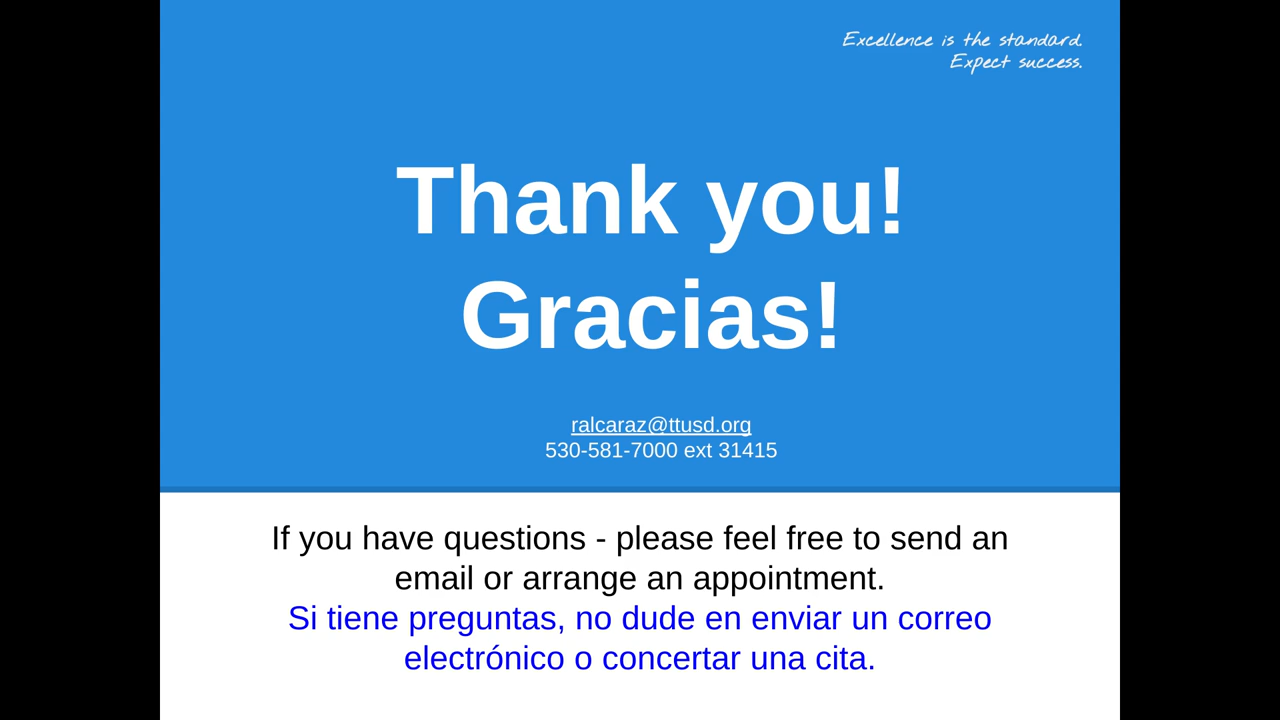 Excellence is the standard.
Expect success.
Thank you!
Gracias!
ralcaraz@ttusd.org
530-581-7000 ext 31415
If you have questions - please feel free to send an
email or arrange an appointment.
Si tiene preguntas, no dude en enviar un correo
electrónico o concertar una cita.